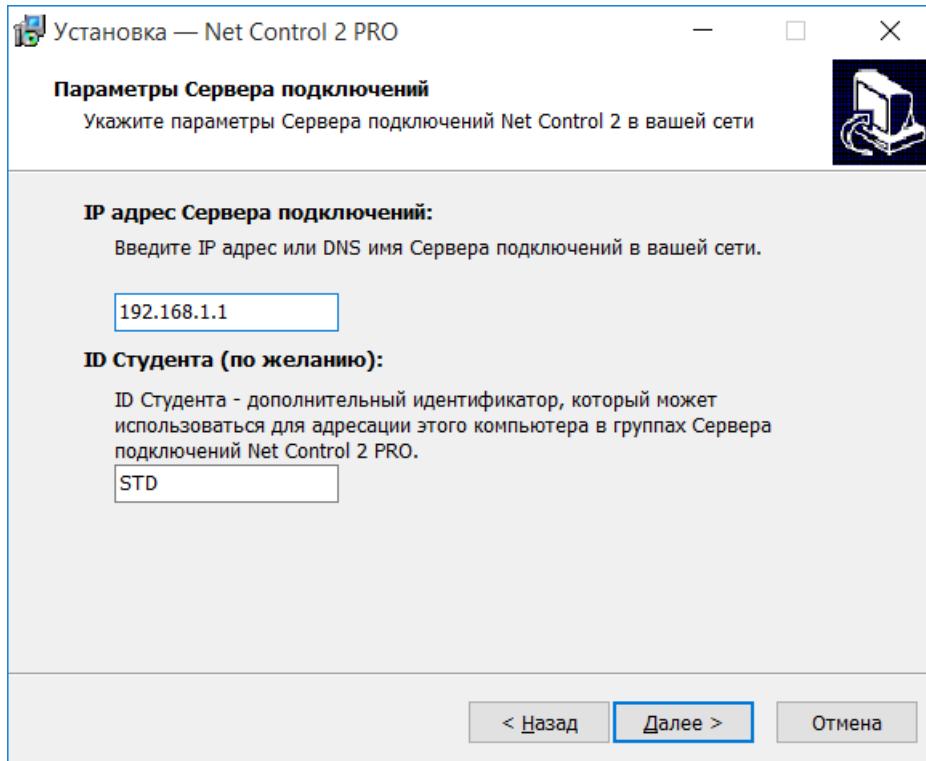 Установка — Net Control 2 PRO
Параметры Сервера подключений
Укажите параметры Сервера подключений Net Control 2 в вашей сети
IP адрес Сервера подключений:
Введите IP адрес или DNS имя Сервера подключений в вашей сети.
192.168.1.1
ID Студента (по желанию):
ID Студента - дополнительный идентификатор, который может
использоваться для адресации этого компьютера в группах Сервера
подключений Net Control 2 PRO.
STD
< Назад Далее > Отмена